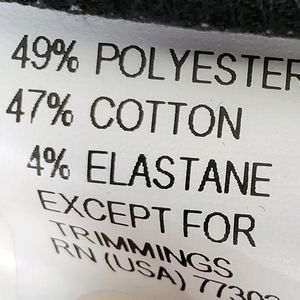 49% POLYESTER
47% COTTON
4% ELASTANE
EXCEPT FOR
TRIMMINGS
RN (USA)